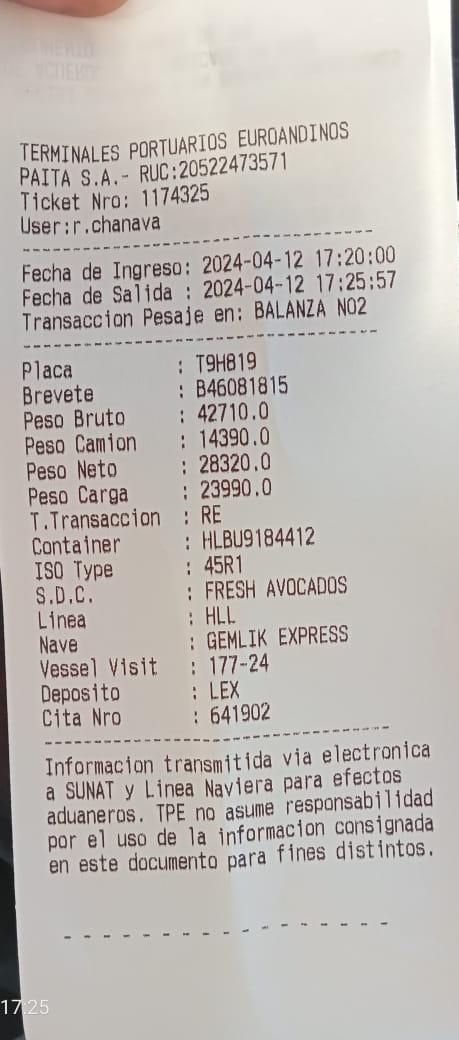 TERMINALES PORTUARIOS EUROANDINOS
PAITA S.A.- RUC:20522473571
Ticket Nro: 1174325
User:r.chanava
Fecha de Ingreso: 2024-04-12 17:20:00
Fecha de Salida : 2024-04-12 17:25:57
Transaccion Pesaje en: BALANZA NO2
Placa : T9H819
Brevete : B46081815
Peso Bruto : 42710.0
Peso Camion : 14390.0
Peso Neto : 28320.0
Peso Carga : 23990.0
T.Transaccion : RE
Container : HLBU9184412
ISO Type : 45R1
S.D.C. : FRESH AVOCADOS
Linea : HLL
Nave : GEMLIK EXPRESS
Vessel Visit : 177-24
Deposito : LEX
Cita Nro : 641902
Informacion transmitida via electronica
a SUNAT y Linea Naviera para efectos
aduaneros. TPE no asume responsabilidad
por el uso de la informacion consignada
en este documento para fines distintos.
17:25